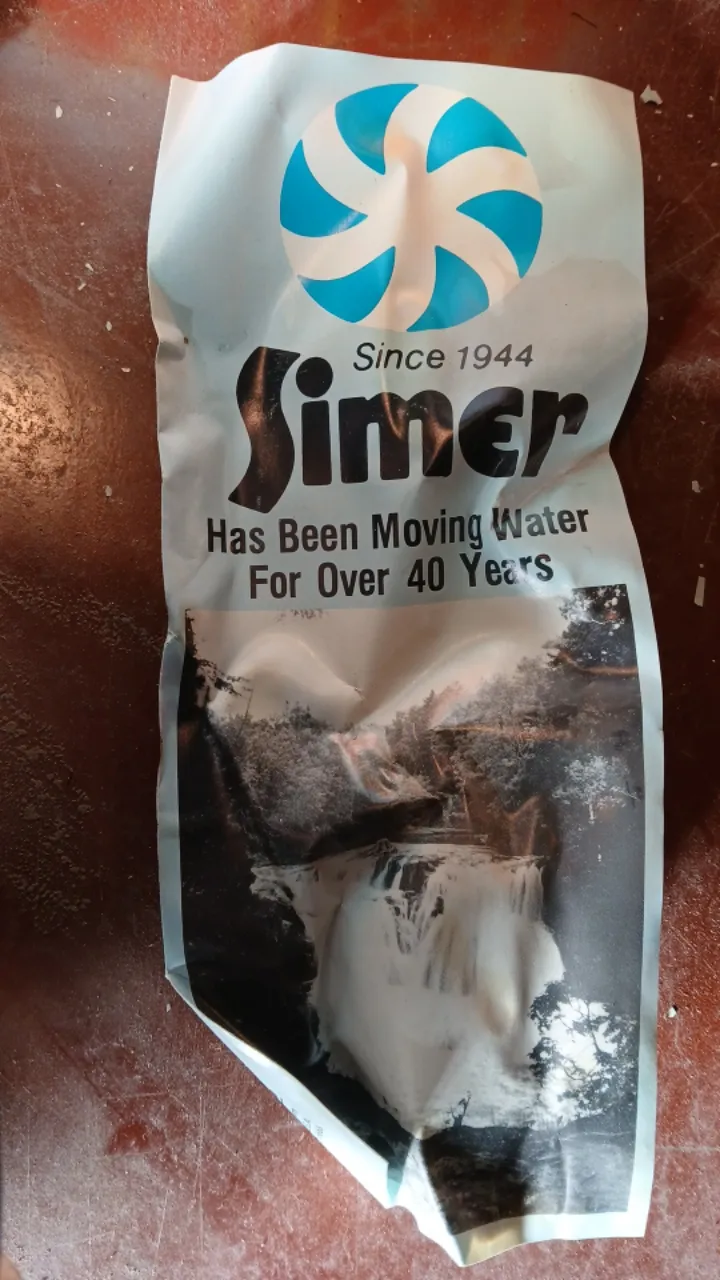 Since 1944
Simer
Has Been Moving Water
For Over 40 Years